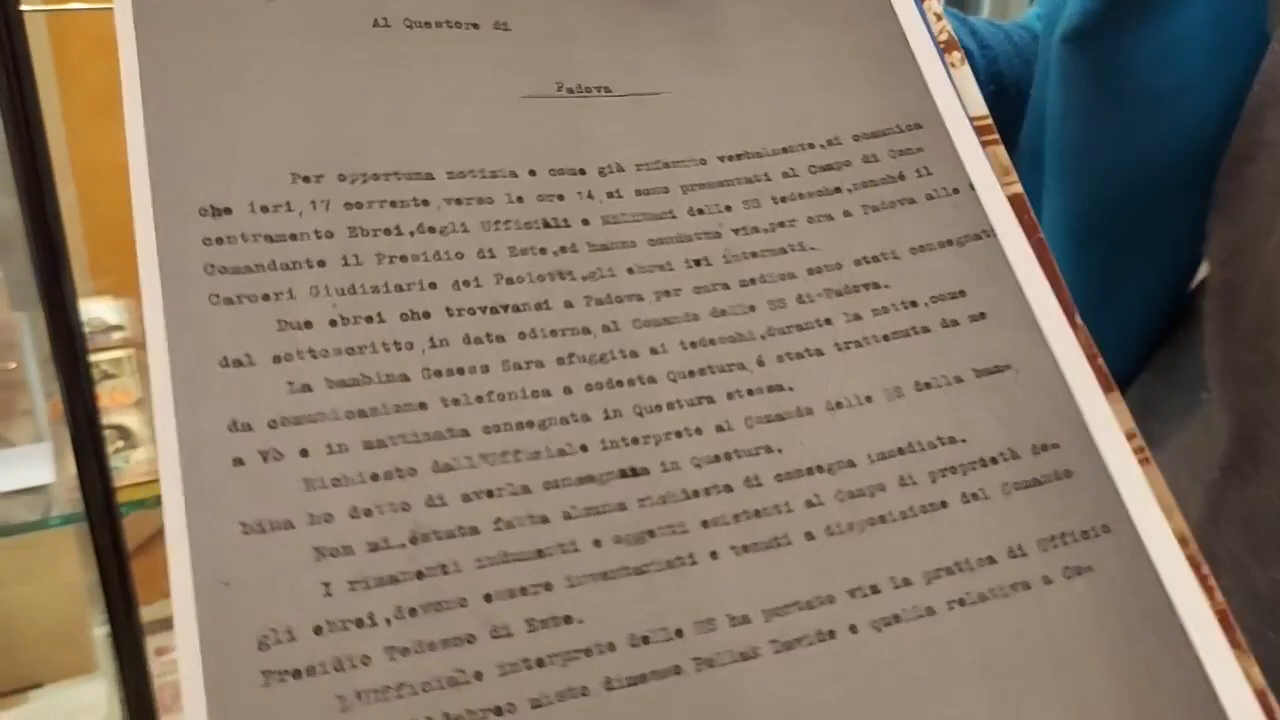 Al Questore di
Padova
Per opportuna notizia e come già riferito verbalmente, si comunica
che ieri, 17 corrente, verso le ore 14, si sono presentati al Campo di Con=
centramento Ebrei, degli Ufficiali e delle SS tedesche, nonché il
Comandante il Presidio di Este, ed hanno condotto via, per ora a Padova alle
Carceri Giudiziarie dei Paolotti, gli ebrei ivi internati.
Due ebrei che trovavansi a Padova per cura medica sono stati consegnati
dal sottoscritto, in data odierna, al Comando delle SS di Padova.
La bambina Gesess Sara sfuggita ai tedeschi, durante la notte, come
da comunicazione telefonica a codesta Questura, é stata trattenuta da me
a Vò e in mattinata consegnata in Questura stessa.
Richiesto dall'Ufficiale interprete al Comando delle SS della bam=
bina ho detto di averla consegnata in Questura.
Non mi é stata fatta alcuna richiesta di consegna immediata.
I rimanenti indumenti e oggetti esistenti al Campo di proprietà de=
gli ebrei, devono essere inventariati e tenuti a disposizione del Comando
Presidio Tedesco di Este.
L'Ufficiale interprete delle SS ha portato via la pratica di Ufficio
misto dimesso Davide e quella relativa a